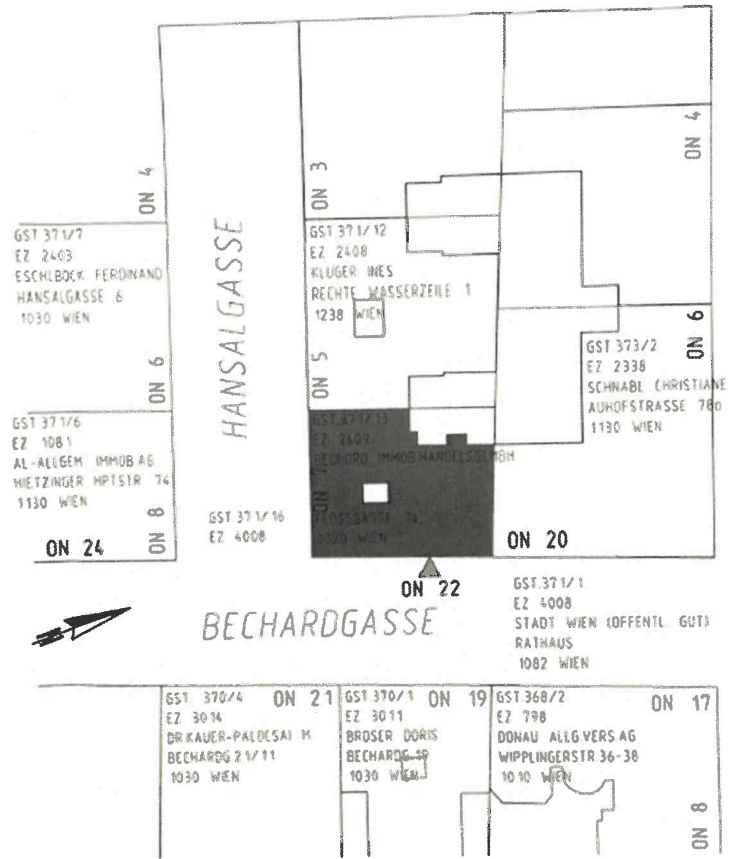 ON 4
ON 3
ON 4
GST 371/7
EZ 2403
ESCHLBÖCK FERDINAND
HANSALGASSE 6
1030 WIEN
HANSALGASSE
GST 371/12
EZ 2408
KLUGER INES
RECHTE WASSERZEILE 1
1238 WIEN
ON 6
ON 5
ON 6
GST 373/2
EZ 2338
SCHNABL CHRISTIANE
AUHOFSTRASSE
1130 WIEN
GST 371/6
EZ 1081
AL-ALLGEM IMMOB AG
HIETZINGER HPTSTR 74
1130 WIEN
ON 8
ON 24
GST 371/16
EZ 4008
GST 371/13
EZ 2409
BEDFORD IMMOB HANDELSGMBH
1020 WIEN
ON 7
ON 20
ON 22
BECHARDGASSE
GST.371/1
EZ 4008
STADT WIEN (ÖFFENTL. GUT)
RATHAUS
1082 WIEN
GST 370/4 ON 21
EZ 3014
DR KAUER-PALDESAI M
BECHARDG 21/11
1030 WIEN
GST 370/1 ON 19
EZ 3011
BROSER DORIS
BECHARDG 19
1030 WIEN
GST 368/2 ON 17
EZ 798
DONAU ALLG VERS AG
WIPPLINGERSTR 36-38
1010 WIEN
ON 8